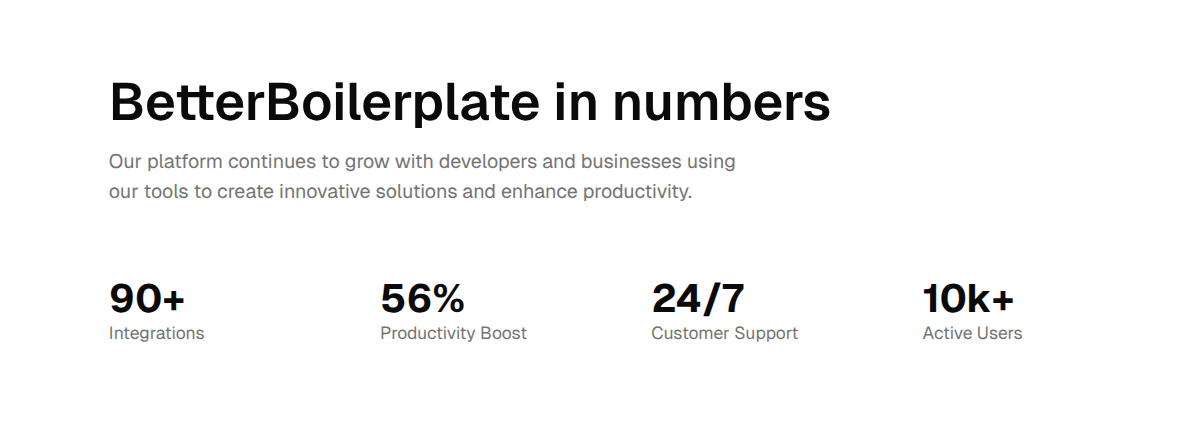 BetterBoilerplate in numbers
Our platform continues to grow with developers and businesses using
our tools to create innovative solutions and enhance productivity.
90+
Integrations
56%
Productivity Boost
24/7
Customer Support
10k+
Active Users